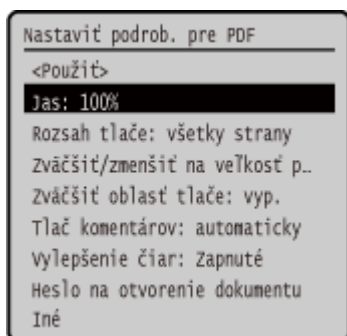 Nastaviť podrob. pre PDF
<Použiť>
Jas: 100%
Rozsah tlače: všetky strany
Zväčšiť/zmenšiť na veľkosť p…
Zväčšiť oblasť tlače: vyp.
Tlač komentárov: automaticky
Vylepšenie čiar: Zapnuté
Heslo na otvorenie dokumentu
Iné